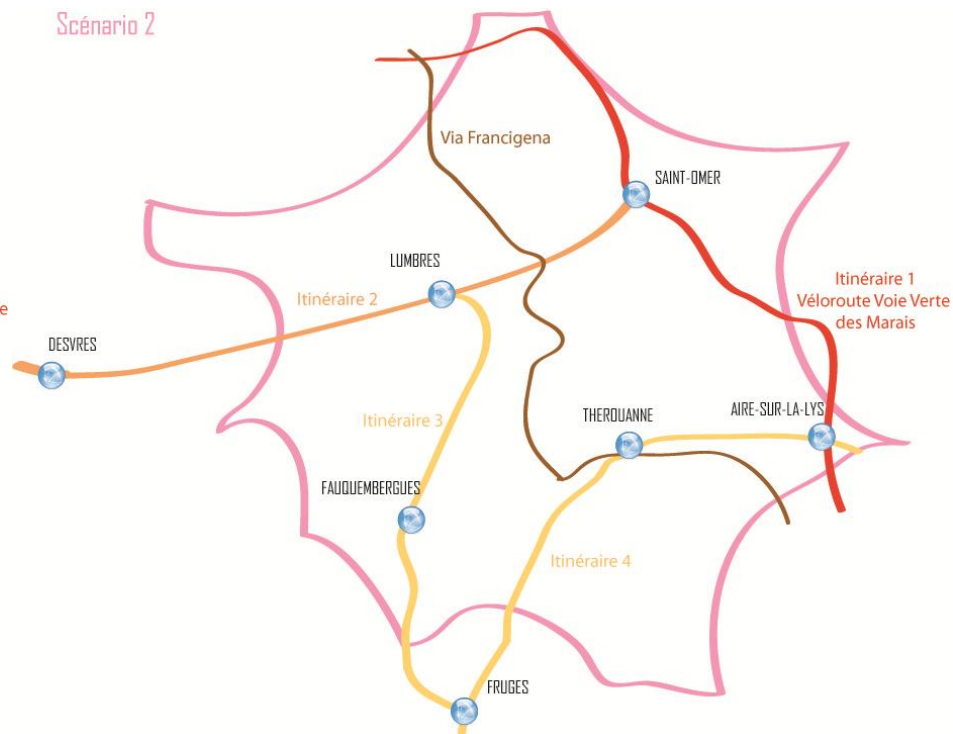 Scénario 2
Via Francigena
SAINT-OMER
LUMBRES
Itinéraire 2
Itinéraire 1
Véloroute Voie Verte
des Marais
e
DESVRES
Itinéraire 3
THEROUANNE
AIRE-SUR-LA-LYS
FAUQUEMBERGUES
Itinéraire 4
FRUGES